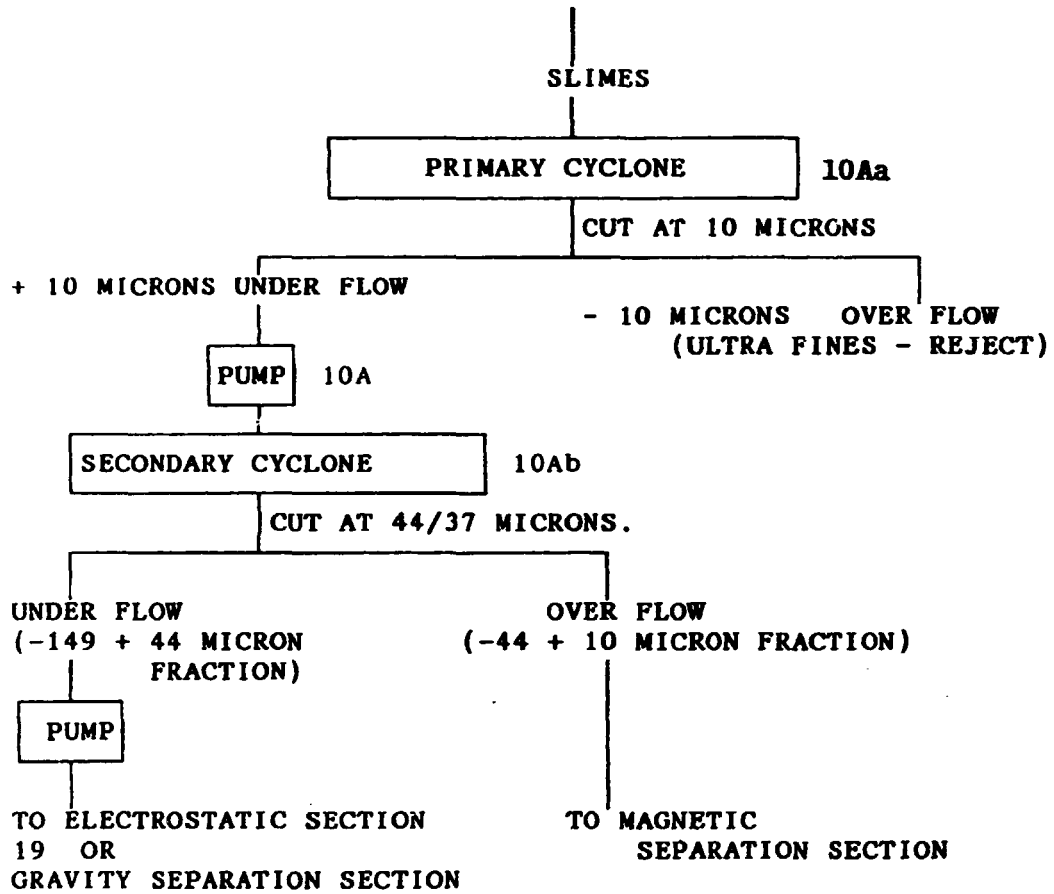 SLIMES
PRIMARY CYCLONE 10Aa
CUT AT 10 MICRONS
+ 10 MICRONS UNDER FLOW
- 10 MICRONS OVER FLOW
(ULTRA FINES - REJECT)
PUMP 10A
SECONDARY CYCLONE 10Ab
CUT AT 44/37 MICRONS.
UNDER FLOW
(-149 + 44 MICRON
FRACTION)
OVER FLOW
(-44 + 10 MICRON FRACTION)
PUMP
TO ELECTROSTATIC SECTION
19 OR
GRAVITY SEPARATION SECTION
TO MAGNETIC
SEPARATION SECTION